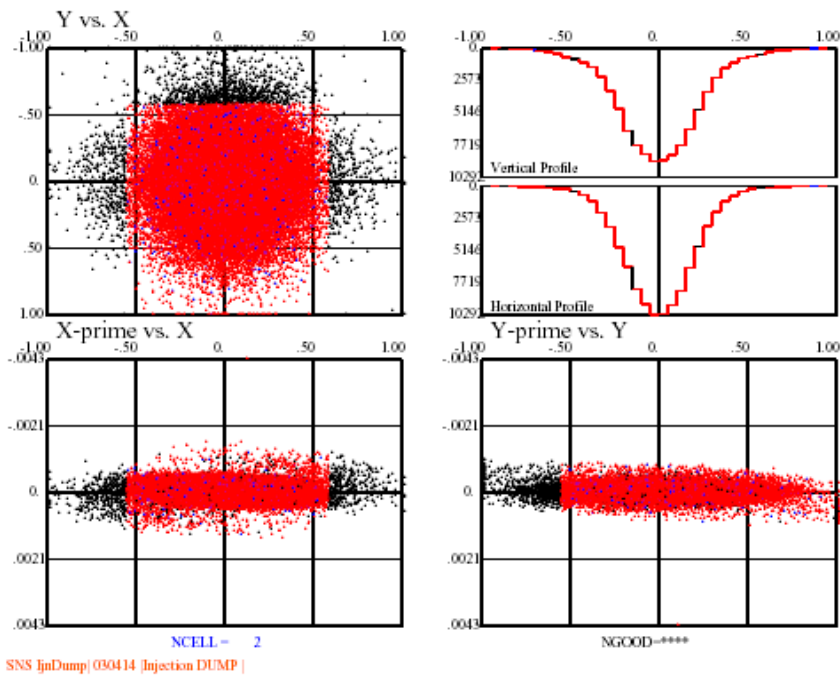 Y vs. X
-1.00 -.50 0. .50 1.00
-1.00
-.50
0.
.50
1.00
-1.00 -.50 0. .50 1.00
0.
2573
5146
7719
10292
Vertical Profile
0.
2573
5146
7719
10292
Horizontal Profile
X-prime vs. X
-1.00 -.50 0. .50 1.00
-.0043
-.0021
0.
.0021
.0043
Y-prime vs. Y
-1.00 -.50 0. .50 1.00
-.0043
-.0021
0.
.0021
.0043
NCELL = 2
NGOOD=****
SNS IjnDump| 030414 |Injection DUMP |